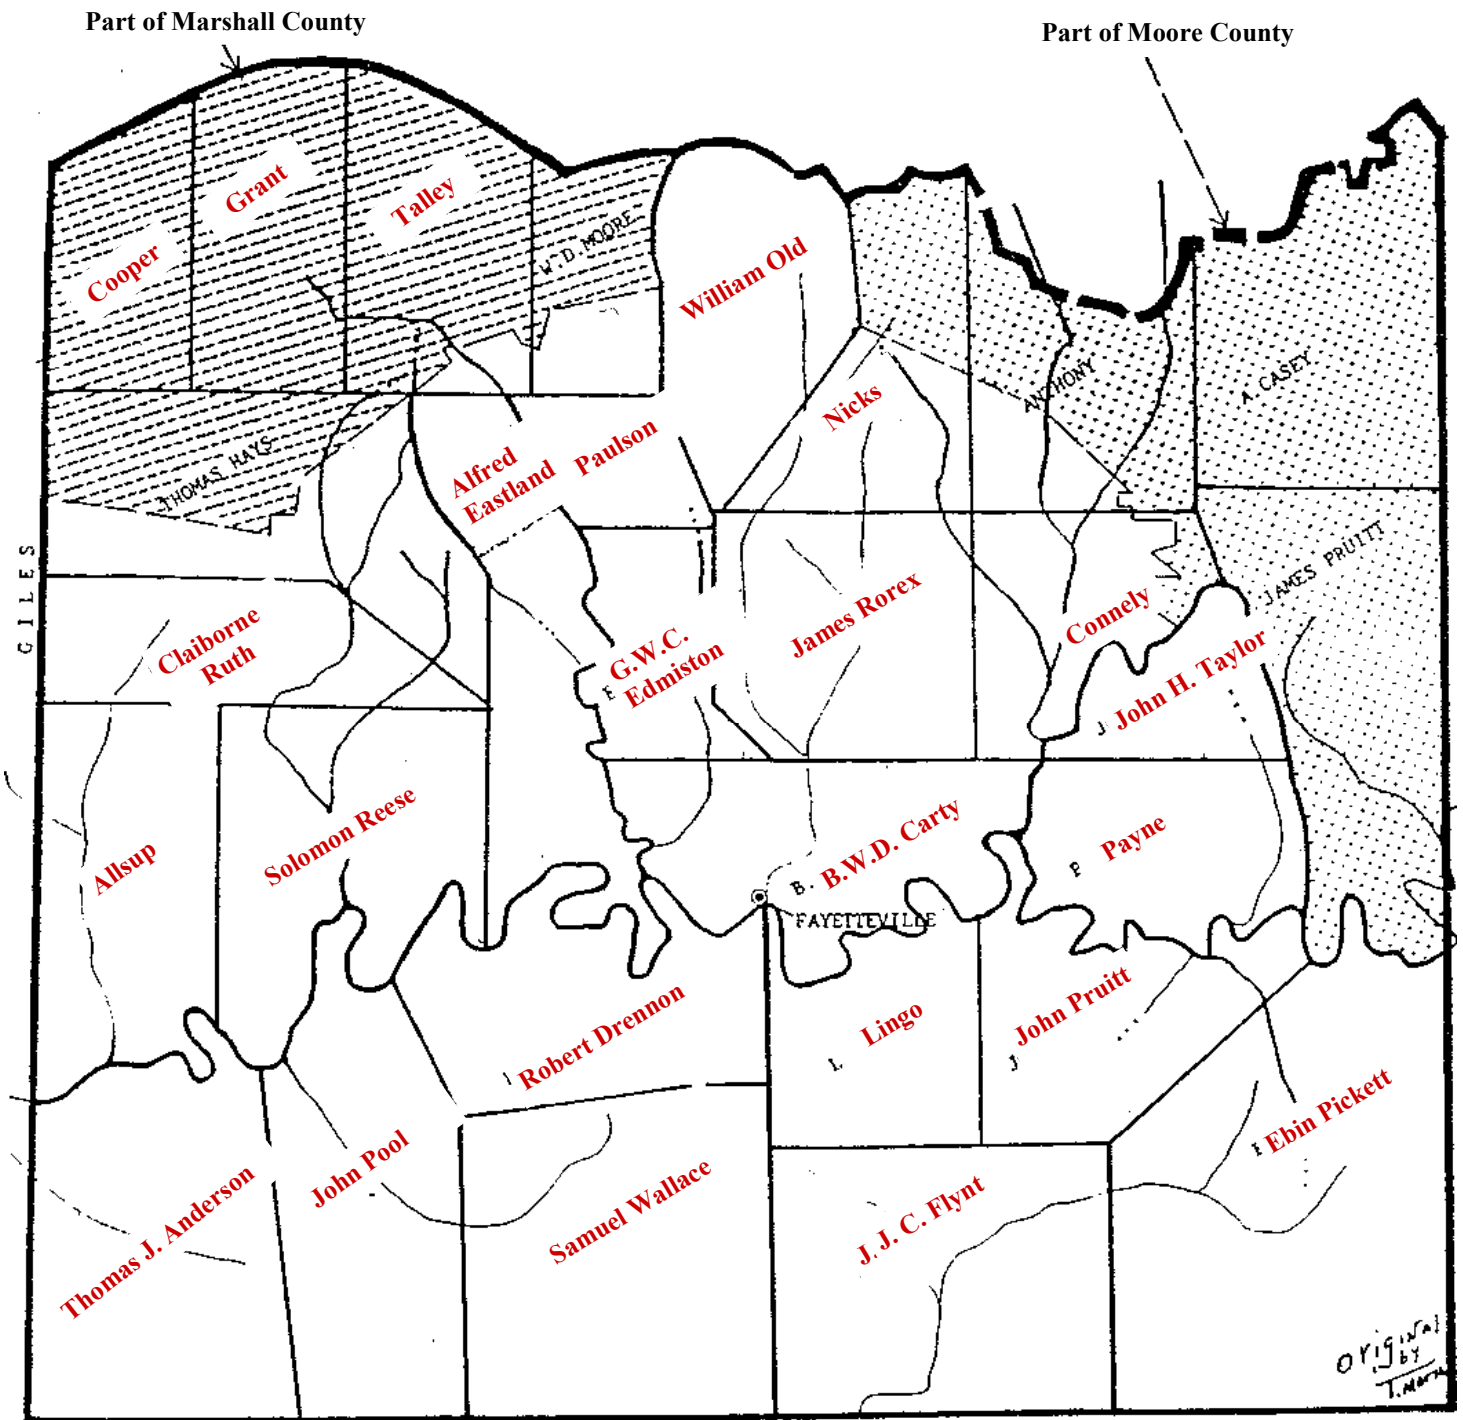 Part of Marshall County
Part of Moore County
Cooper
Grant
Talley
W. D. MOORE
William Old
THOMAS HAYS
Alfred
Eastland
Paulson
Nicks
ANTHONY
A CASEY
GILES
Claiborne
Ruth
G.W.C.
Edmiston
E
James Rorex
Connely
JAMES PRUITT
John H. Taylor
J
Allsup
Solomon Reese
B. B.W.D. Carty
P Payne
FAYETTEVILLE
Robert Drennon
L Lingo
J John Pruitt
Ebin Pickett
Thomas J. Anderson
John Pool
Samuel Wallace
J. J. C. Flynt
Original
by